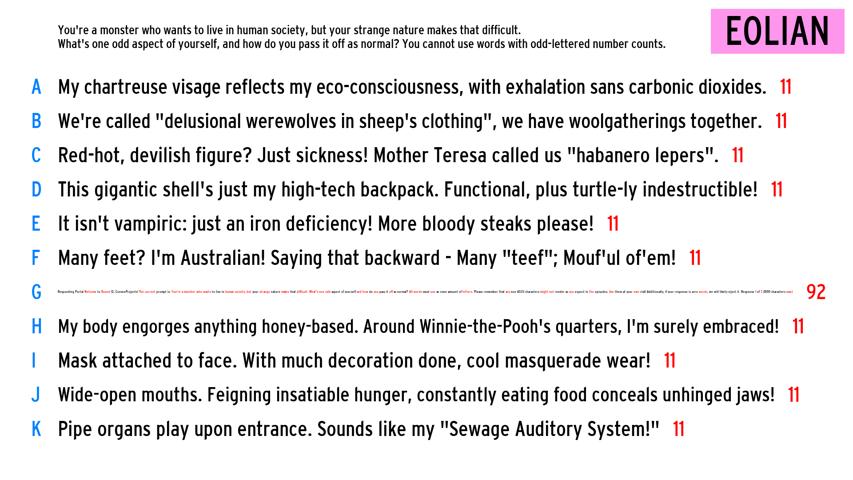 You're a monster who wants to live in human society, but your strange nature makes that difficult.
What's one odd aspect of yourself, and how do you pass it off as normal? You cannot use words with odd-lettered number counts.
EOLIAN
A My chartreuse visage reflects my eco-consciousness, with exhalation sans carbonic dioxides. 11
B We're called "delusional werewolves in sheep's clothing", we have woolgatherings together. 11
C Red-hot, devilish figure? Just sickness! Mother Teresa called us "habanero lepers". 11
D This gigantic shell's just my high-tech backpack. Functional, plus turtle-ly indestructible! 11
E It isn't vampiric: just an iron deficiency! More bloody steaks please! 11
F Many feet? I'm Australian! Saying that backward - Many "teef"; Mouf'ul of'em! 11
G 92
H My body engorges anything honey-based. Around Winnie-the-Pooh's quarters, I'm surely embraced! 11
I Mask attached to face. With much decoration done, cool masquerade wear! 11
J Wide-open mouths. Feigning insatiable hunger, constantly eating food conceals unhinged jaws! 11
K Pipe organs play upon entrance. Sounds like my "Sewage Auditory System!" 11